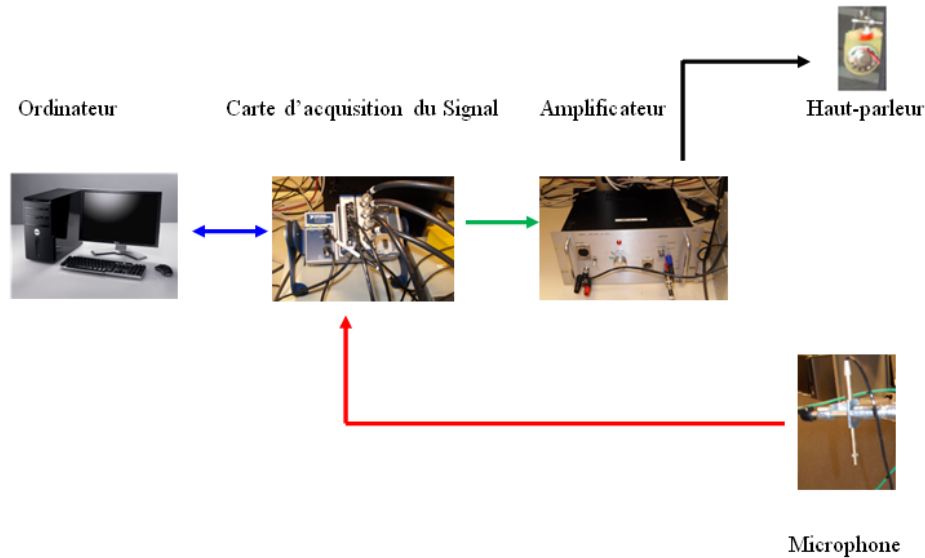 Ordinateur
Carte d'acquisition du Signal
Amplificateur
Haut-parleur
Microphone